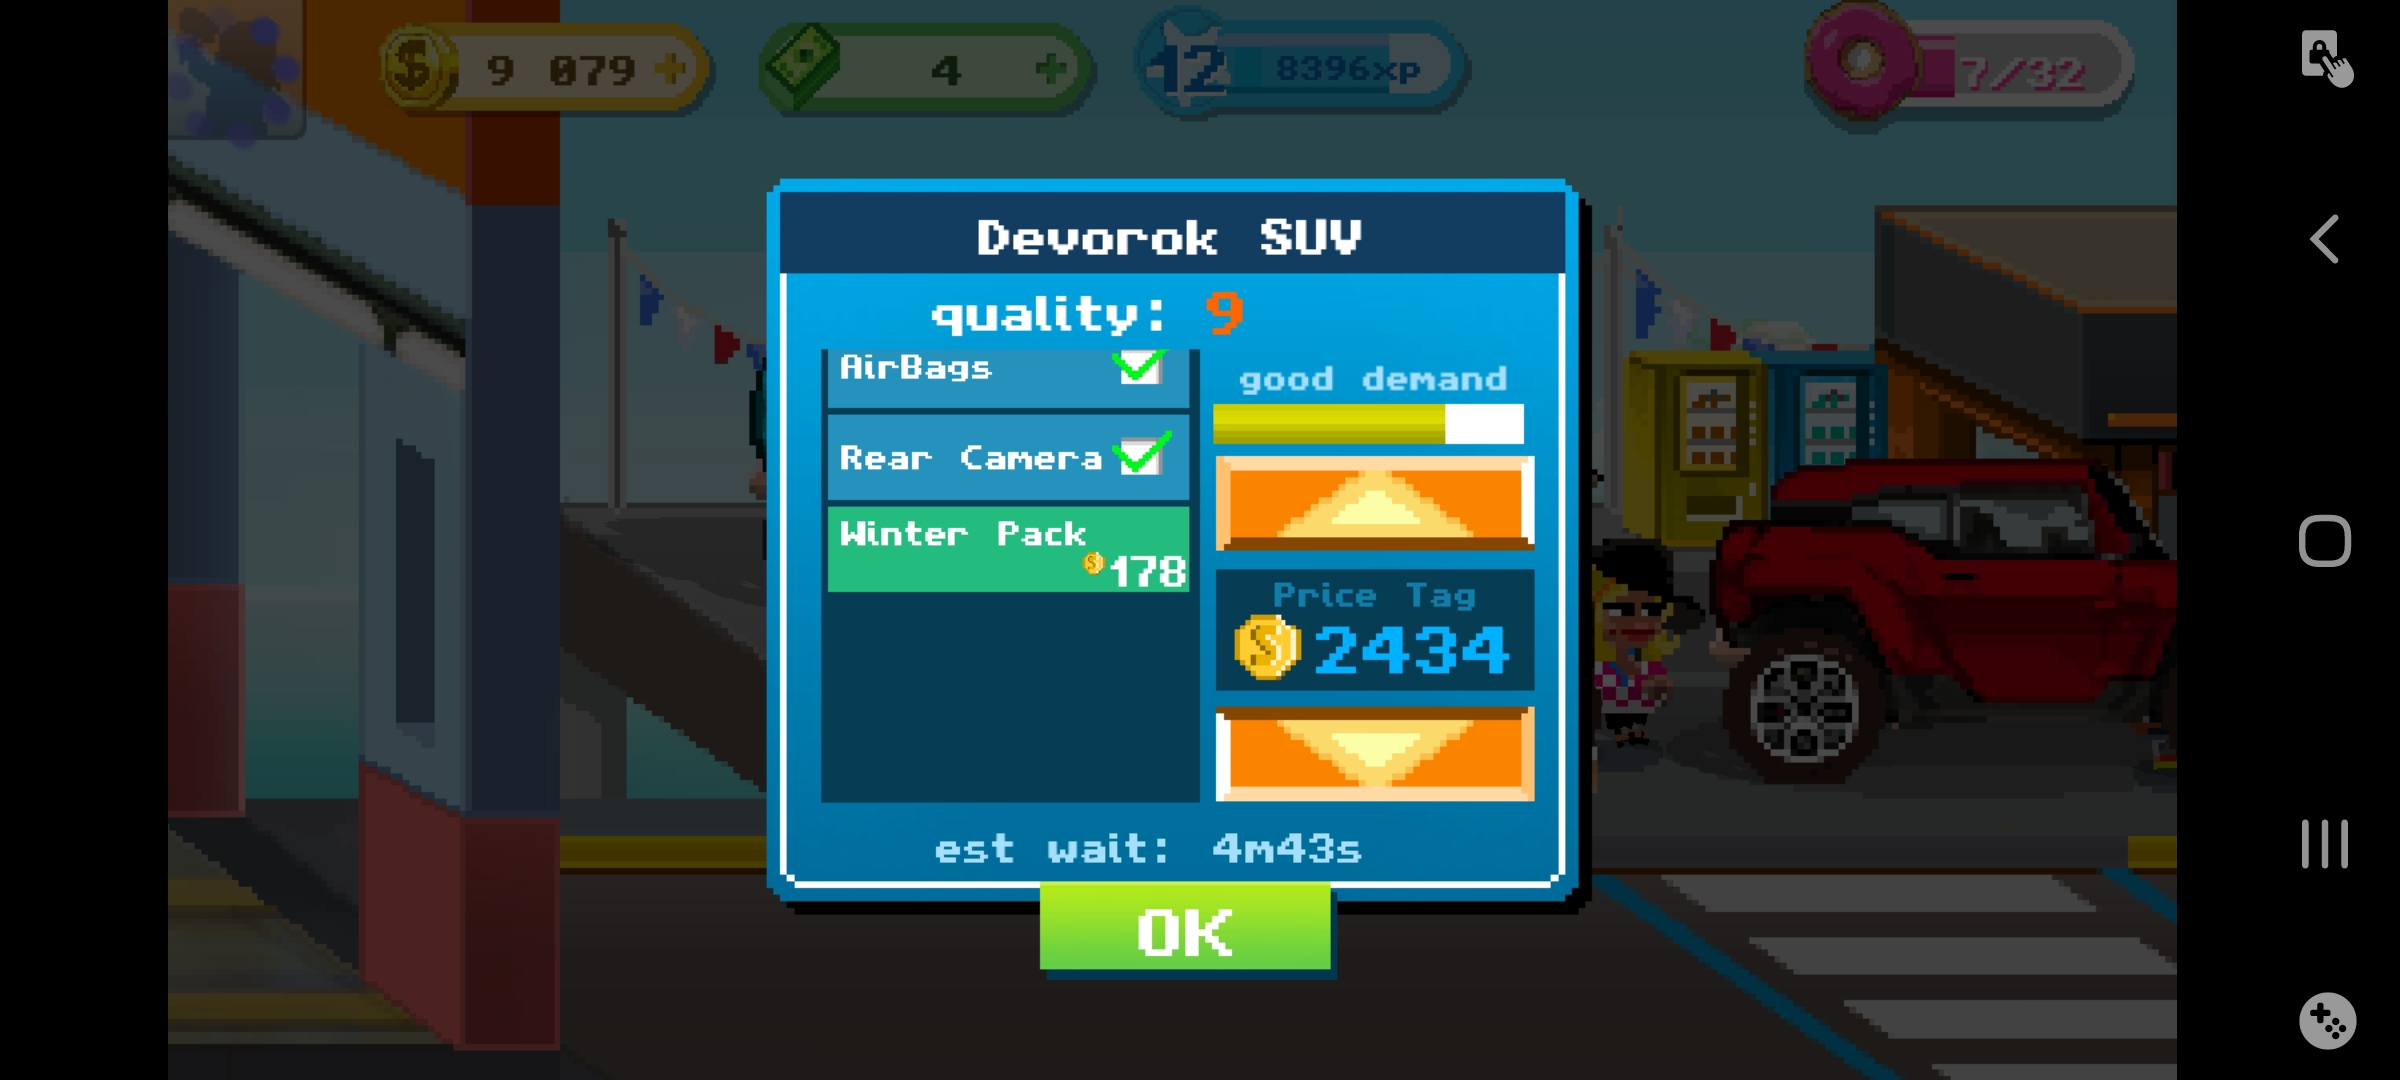 9 079
4
12
8396xp
7/32
Devorok SUV
quality: 9
AirBags
Rear Camera
Winter Pack
178
good demand
Price Tag
2434
est wait: 4m43s
OK